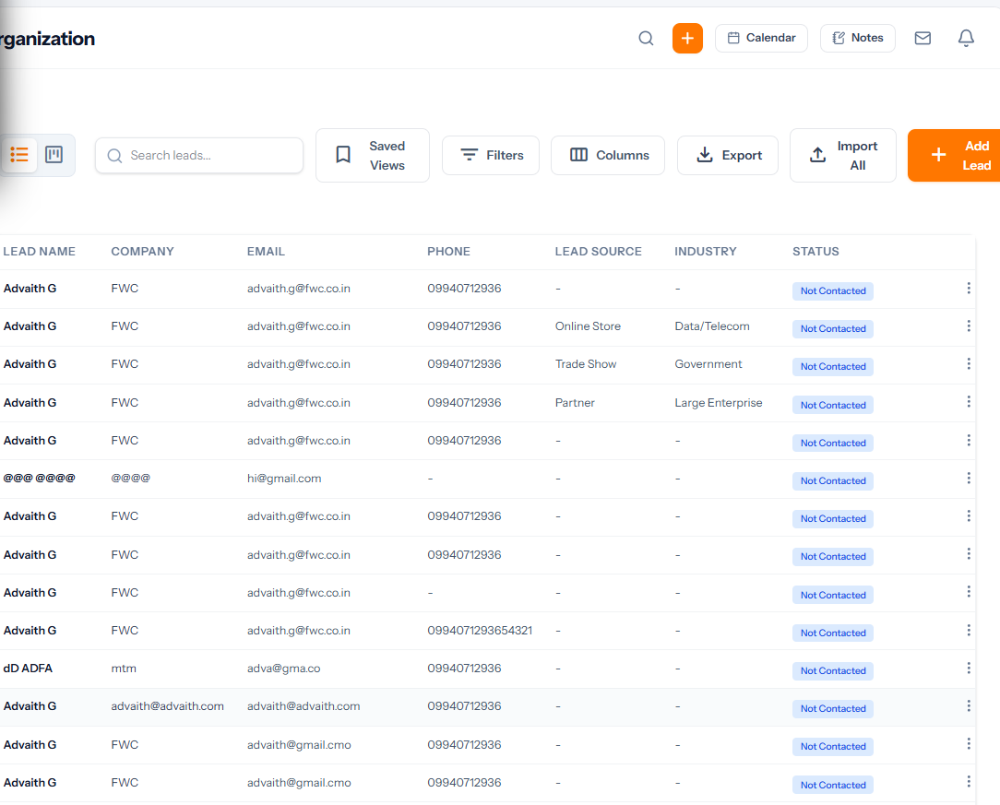 rganization
Calendar
Notes
Search leads...
Saved
Views
Filters
Columns
Export
Import
All
Add
Lead
LEAD NAME COMPANY EMAIL PHONE LEAD SOURCE INDUSTRY STATUS
Advaith G FWC advaith.g@fwc.co.in 09940712936 - - Not Contacted
Advaith G FWC advaith.g@fwc.co.in 09940712936 Online Store Data/Telecom Not Contacted
Advaith G FWC advaith.g@fwc.co.in 09940712936 Trade Show Government Not Contacted
Advaith G FWC advaith.g@fwc.co.in 09940712936 Partner Large Enterprise Not Contacted
Advaith G FWC advaith.g@fwc.co.in 09940712936 - - Not Contacted
@@@ @@@@ @@@@ hi@gmail.com - - - Not Contacted
Advaith G FWC advaith.g@fwc.co.in 09940712936 - - Not Contacted
Advaith G FWC advaith.g@fwc.co.in 09940712936 - - Not Contacted
Advaith G FWC advaith.g@fwc.co.in - - - Not Contacted
Advaith G FWC advaith.g@fwc.co.in 0994071293654321 - - Not Contacted
dD ADFA mtm adva@gma.co 09940712936 - - Not Contacted
Advaith G advaith@advaith.com advaith@advaith.com 09940712936 - - Not Contacted
Advaith G FWC advaith@gmail.cmo 09940712936 - - Not Contacted
Advaith G FWC advaith@gmail.cmo 09940712936 - - Not Contacted